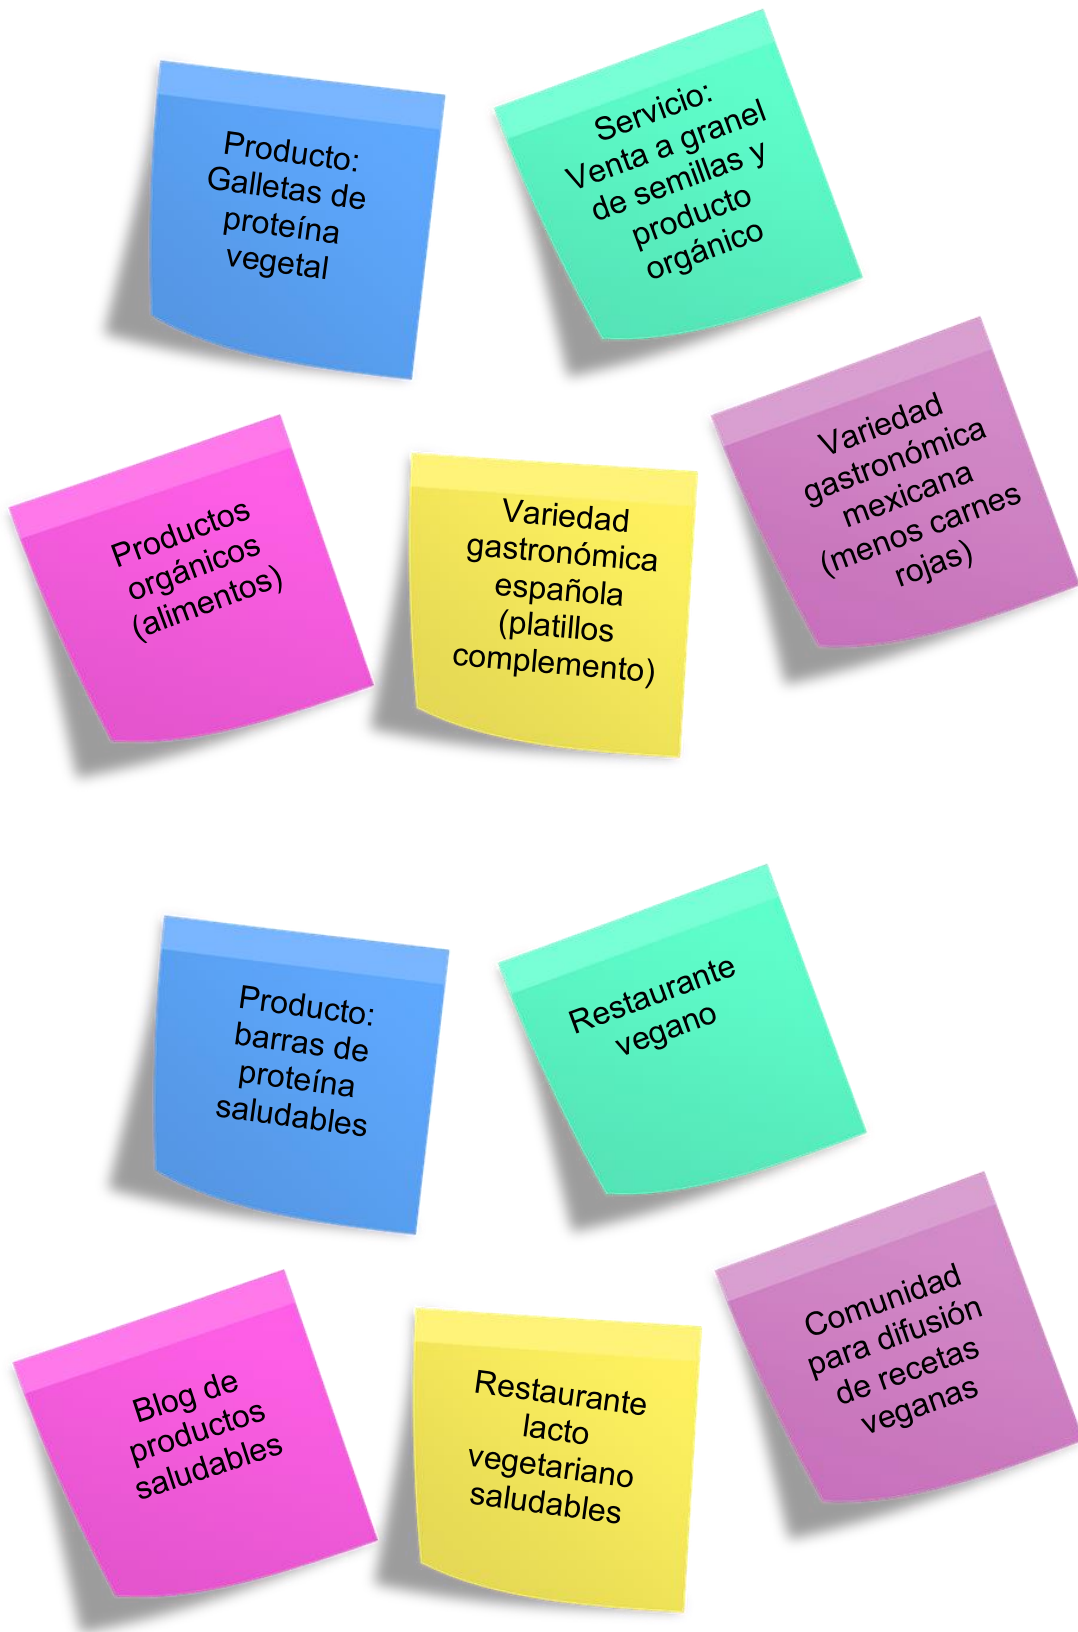 Producto:
Galletas de
proteína
vegetal
Servicio:
Venta a granel
de semillas y
producto
orgánico
Productos
orgánicos
(alimentos)
Variedad
gastronómica
española
(platillos
complemento)
Variedad
gastronómica
mexicana
(menos carnes
rojas)
Producto:
barras de
proteína
saludables
Restaurante
vegano
Blog de
productos
saludables
Restaurante
lacto
vegetariano
saludables
Comunidad
para difusión
de recetas
veganas